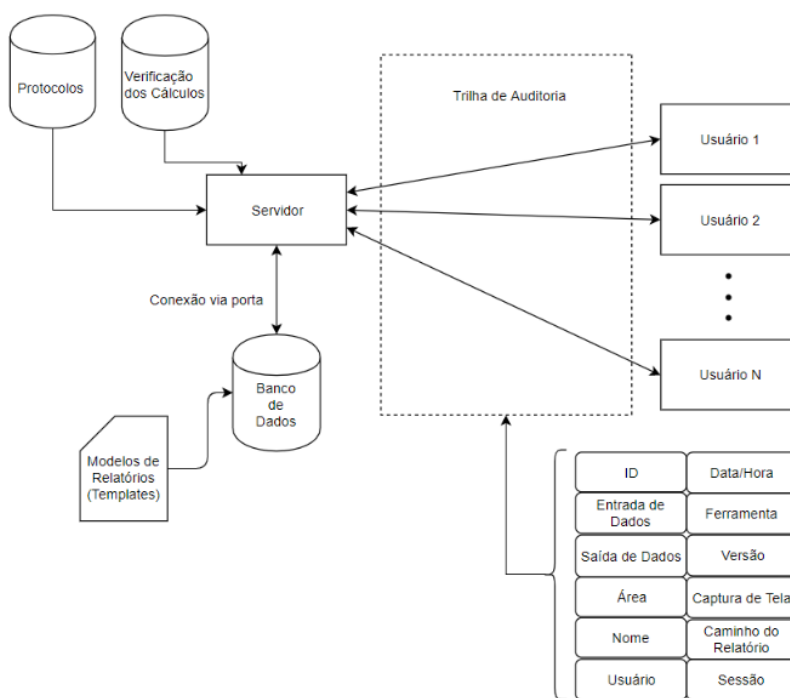 Protocolos
Verificação
dos Cálculos
Trilha de Auditoria
Usuário 1
Servidor
Usuário 2
Conexão via porta
Usuário N
Banco
de
Dados
Modelos de
Relatórios
(Templates)
ID
Data/Hora
Entrada de
Dados
Ferramenta
Saída de Dados
Versão
Área
Captura de Tela
Nome
Caminho do
Relatório
Usuário
Sessão